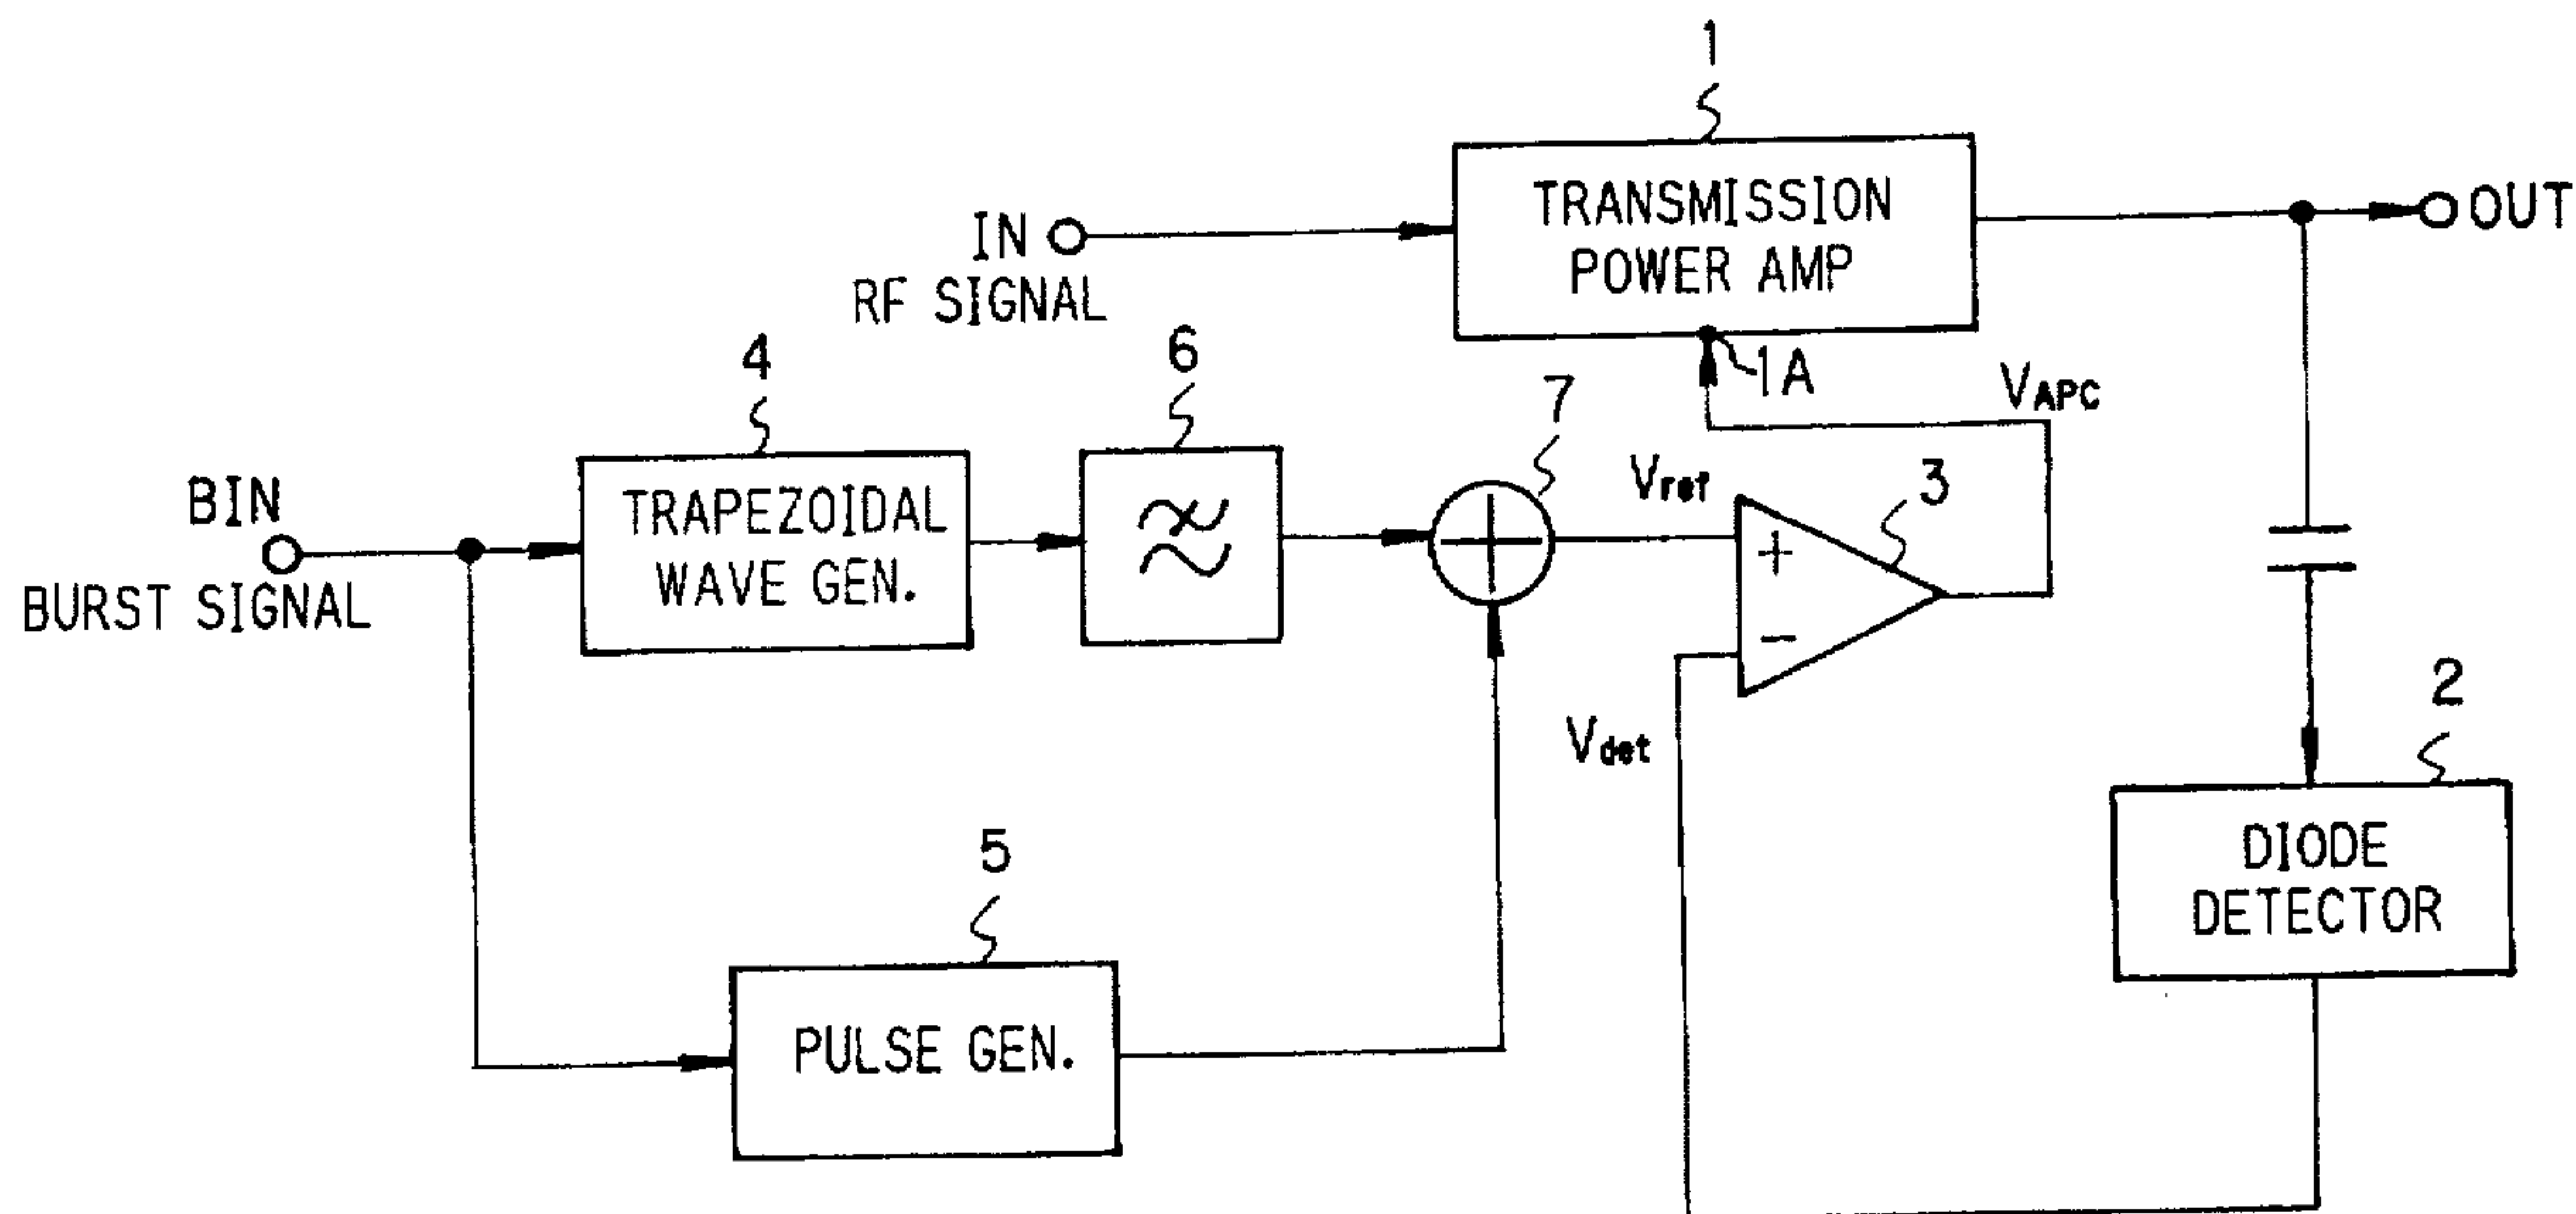 1
TRANSMISSION
POWER AMP
IN
RF SIGNAL
OUT
1A
VAPC
4
6
7
BIN
BURST SIGNAL
TRAPEZOIDAL
WAVE GEN.
Vref
3
+
−
Vdet
2
DIODE
DETECTOR
5
PULSE GEN.